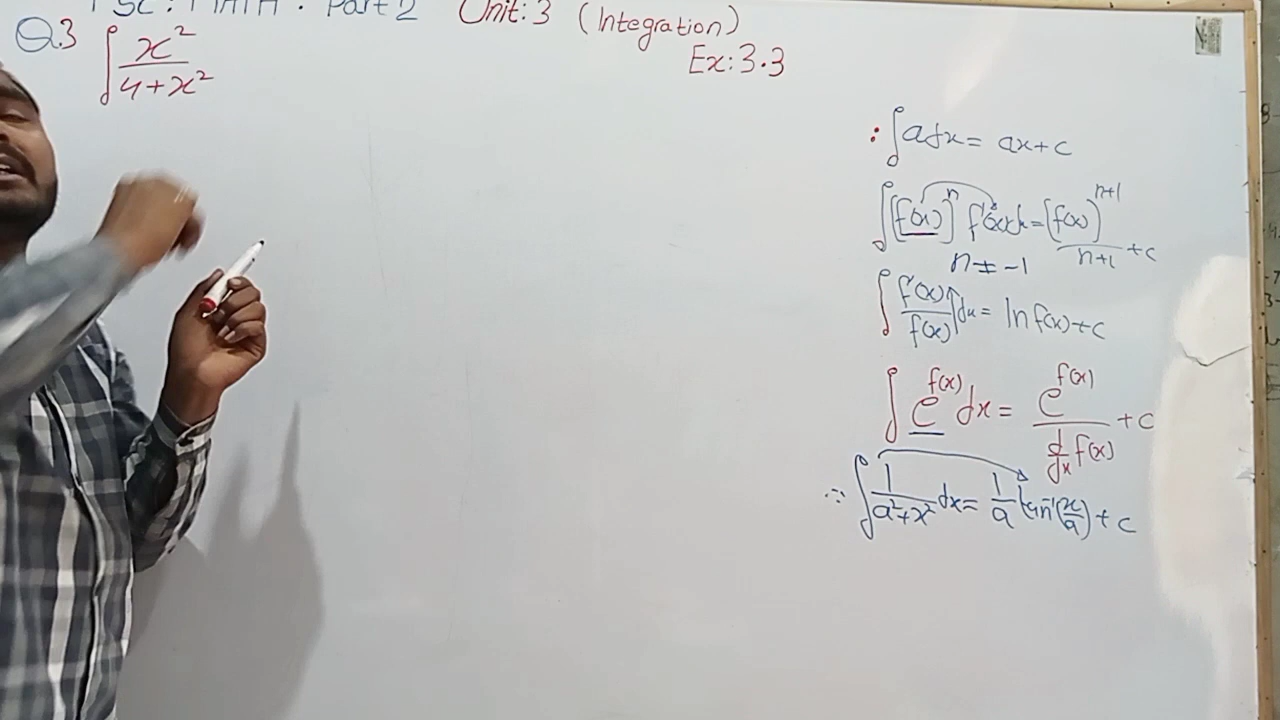 Sc: MATH: Part 2 Unit: 3 (Integration)
Ex: 3.3
Q.3 ∫ x²/(4+x²)
: ∫ a dx = ax + c
∫ [f(x)]ⁿ f'(x) dx = [f(x)]ⁿ⁺¹/(n+1) + c
n ≠ -1
∫ f'(x)/f(x) dx = ln f(x) + c
∫ e^f(x) dx = e^f(x)/(d/dx f(x)) + c
∵ ∫ 1/(a²+x²) dx = 1/a tan⁻¹(x/a) + c